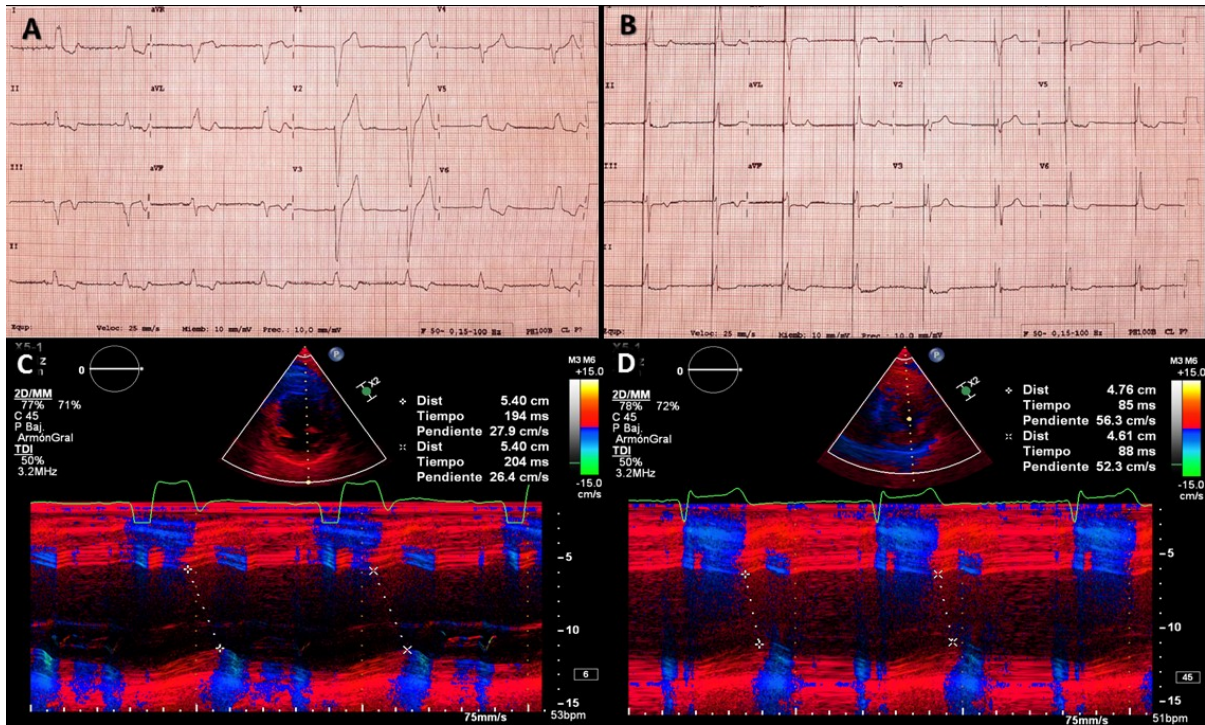 A
I aVR V1 V4
II aVL V2 V5
III aVF V3 V6
II
Equp: Veloc: 25 mm/s Miemb: 10 mm/mV Prec.: 10,0 mm/mV F 50- 0,15-100 Hz PH100B CL P?
B
II aVL V2 V5
III aVF V3 V6
II
Veloc: 25 mm/s Miemb: 10 mm/mV Prec.: 10,0 mm/mV F 50- 0,15-100 Hz PH100B CL P?
X5-1
C
z
0
P
X2
M3 M6
+15.0
-15.0
cm/s
2D/MM
77% 71%
C 45
P Baj.
ArmónGral
TDI
50%
3.2MHz
Dist 5.40 cm
Tiempo 194 ms
Pendiente 27.9 cm/s
Dist 5.40 cm
Tiempo 204 ms
Pendiente 26.4 cm/s
-5
-10
6
-15
75mm/s 53bpm
D
0
P
X2
M3 M6
+15.0
-15.0
cm/s
2D/MM
78% 72%
C 45
P Baj.
ArmónGral
TDI
50%
3.2MHz
Dist 4.76 cm
Tiempo 85 ms
Pendiente 56.3 cm/s
Dist 4.61 cm
Tiempo 88 ms
Pendiente 52.3 cm/s
-5
-10
45
-15
75mm/s 51bpm